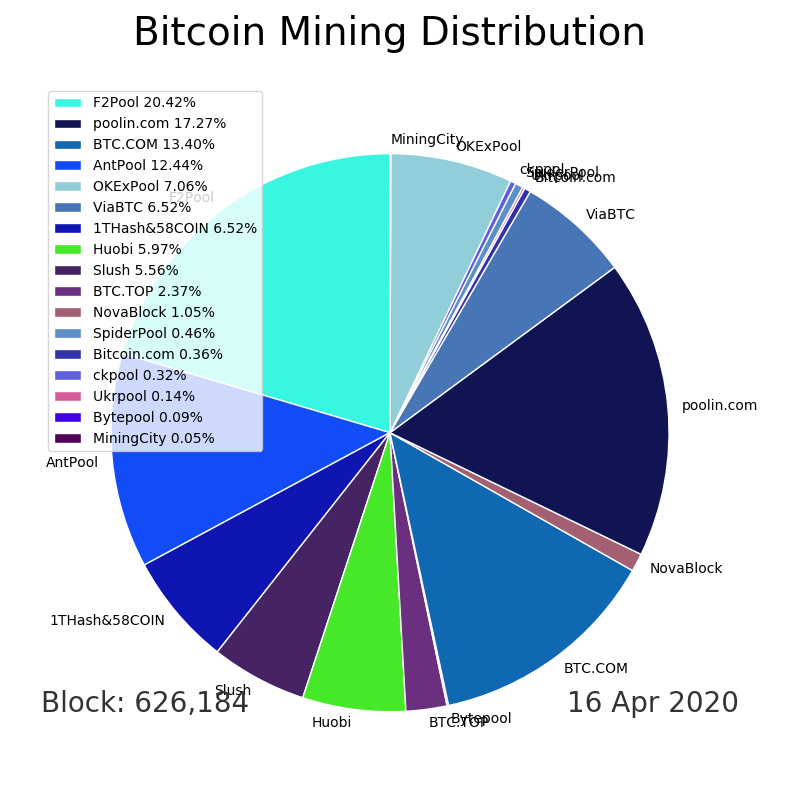 Bitcoin Mining Distribution
F2Pool 20.42%
poolin.com 17.27%
BTC.COM 13.40%
AntPool 12.44%
OKExPool 7.06%
ViaBTC 6.52%
1THash&58COIN 6.52%
Huobi 5.97%
Slush 5.56%
BTC.TOP 2.37%
NovaBlock 1.05%
SpiderPool 0.46%
Bitcoin.com 0.36%
ckpool 0.32%
Ukrpool 0.14%
Bytepool 0.09%
MiningCity 0.05%
MiningCity
OKExPool
ckpool
SpiderPool
Ukrpool
Bitcoin.com
ViaBTC
F2Pool
poolin.com
AntPool
NovaBlock
1THash&58COIN
BTC.COM
Slush
Huobi
BTC.TOP
Bytepool
Block: 626,184
16 Apr 2020